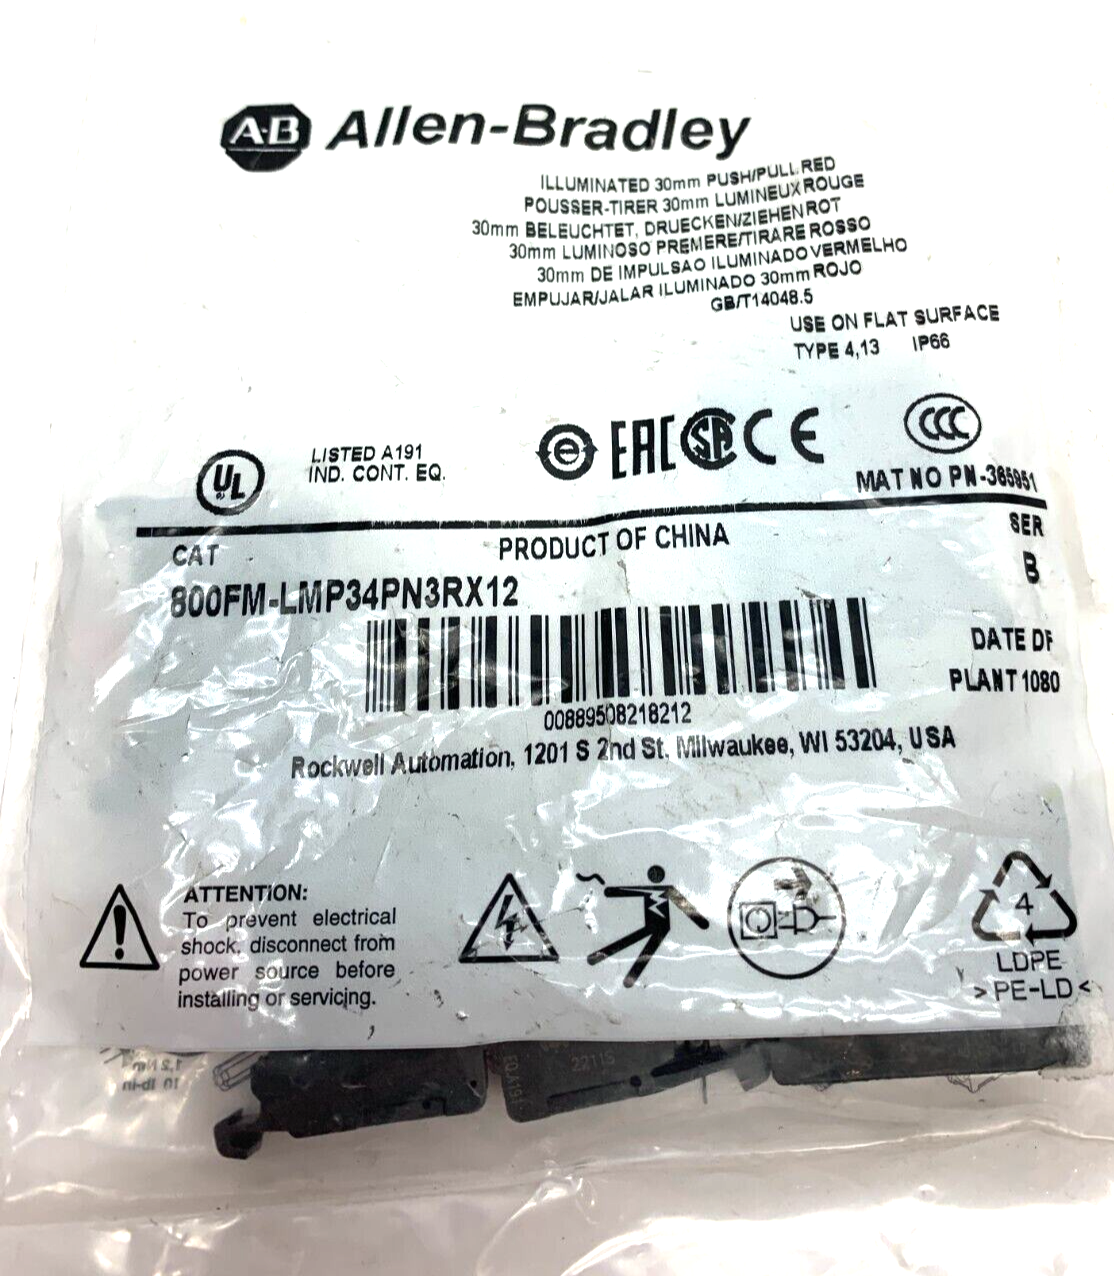 A·B Allen-Bradley
ILLUMINATED 30mm PUSH/PULL RED
POUSSER-TIRER 30mm LUMINEUX ROUGE
30mm BELEUCHTET, DRUECKEN/ZIEHEN ROT
30mm LUMINOSO PREMERE/TIRARE ROSSO
30mm DE IMPULSAO ILUMINADO VERMELHO
EMPUJAR/JALAR ILUMINADO 30mm ROJO
GB/T14048.5
USE ON FLAT SURFACE
TYPE 4,13 IP66
UL
LISTED A191
IND. CONT. EQ.
e EAC SA CE CCC
MAT NO PN-365951
CAT
PRODUCT OF CHINA
SER
B
800FM-LMP34PN3RX12
DATE DF
PLANT 1080
00889508218212
Rockwell Automation, 1201 S 2nd St. Milwaukee, WI 53204, USA
ATTENTION:
To prevent electrical
shock, disconnect from
power source before
installing or servicing.
4
LDPE
>PE-LD<
10 lb-in